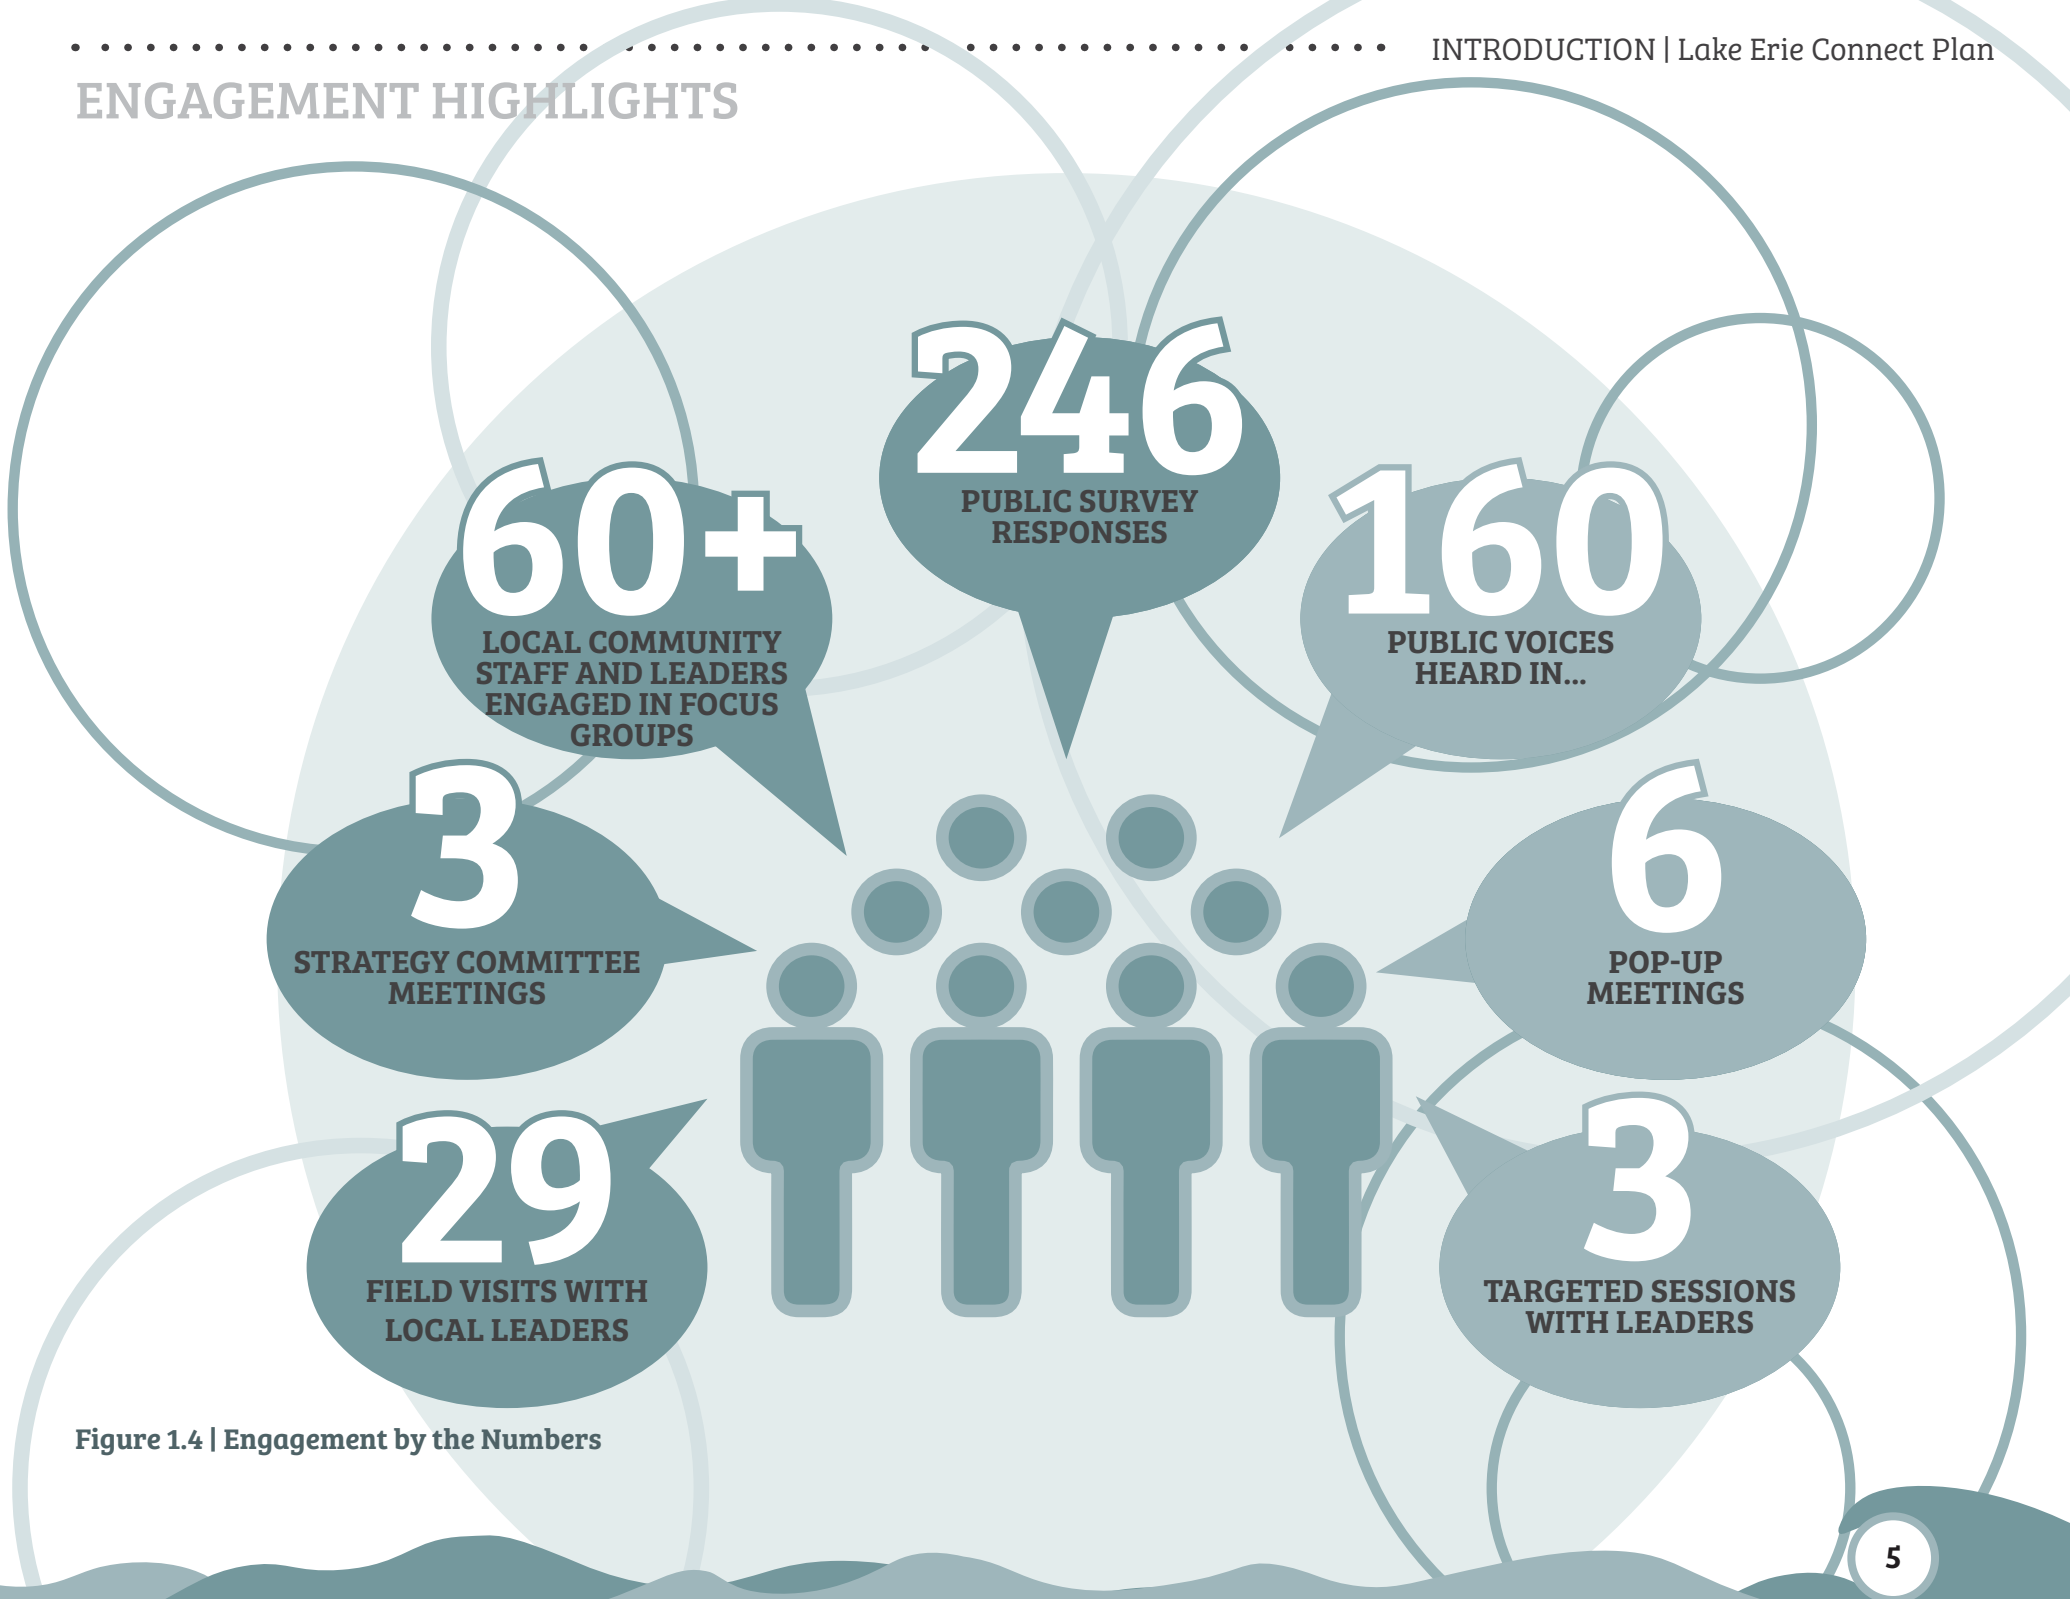 INTRODUCTION | Lake Erie Connect Plan
ENGAGEMENT HIGHLIGHTS
246
PUBLIC SURVEY
RESPONSES
60+
LOCAL COMMUNITY
STAFF AND LEADERS
ENGAGED IN FOCUS
GROUPS
160
PUBLIC VOICES
HEARD IN...
3
STRATEGY COMMITTEE
MEETINGS
6
POP-UP
MEETINGS
29
FIELD VISITS WITH
LOCAL LEADERS
3
TARGETED SESSIONS
WITH LEADERS
Figure 1.4 | Engagement by the Numbers
5